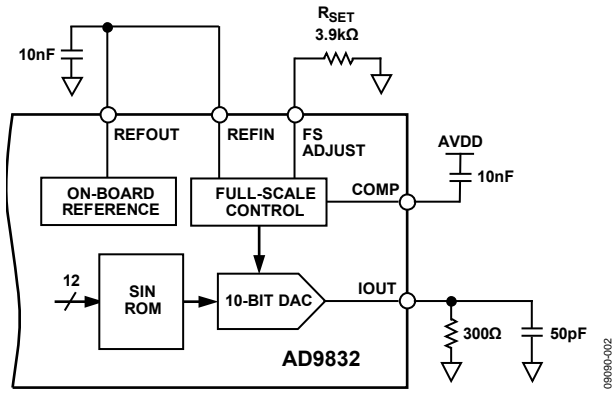 R_SET
3.9kΩ
10nF
REFOUT
REFIN
FS
ADJUST
AVDD
10nF
COMP
ON-BOARD
REFERENCE
FULL-SCALE
CONTROL
12
SIN
ROM
10-BIT DAC
IOUT
300Ω
50pF
AD9832
09090-002